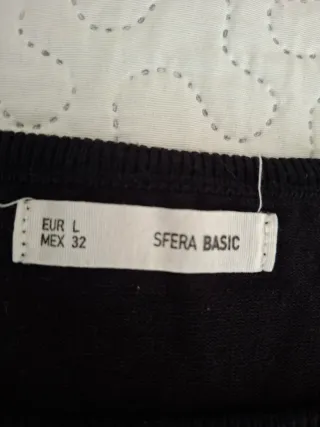 EUR L
MEX 32
SFERA BASIC